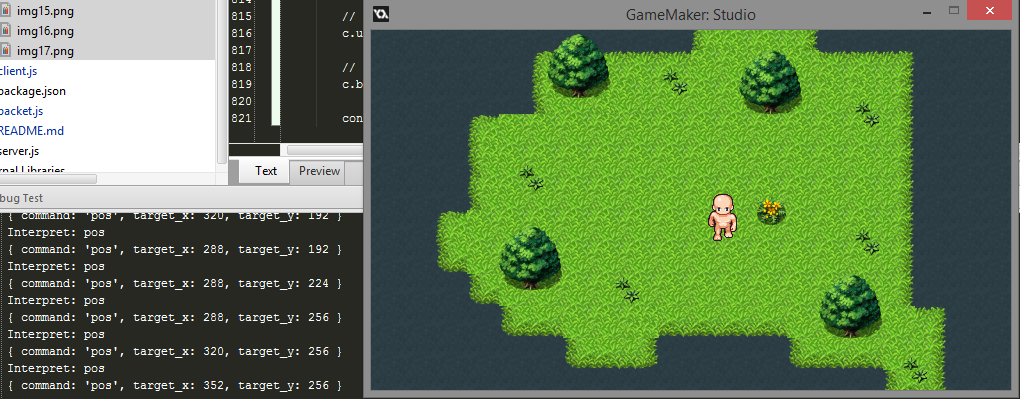 img15.png
img16.png
img17.png
client.js
package.json
packet.js
README.md
server.js
814
815 //
816 c.u
817
818 //
819 c.b
820
821 con
GameMaker: Studio
Text Preview
bug Test
{ command: 'pos', target_x: 320, target_y: 192 }
Interpret: pos
{ command: 'pos', target_x: 288, target_y: 192 }
Interpret: pos
{ command: 'pos', target_x: 288, target_y: 224 }
Interpret: pos
{ command: 'pos', target_x: 288, target_y: 256 }
Interpret: pos
{ command: 'pos', target_x: 320, target_y: 256 }
Interpret: pos
{ command: 'pos', target_x: 352, target_y: 256 }